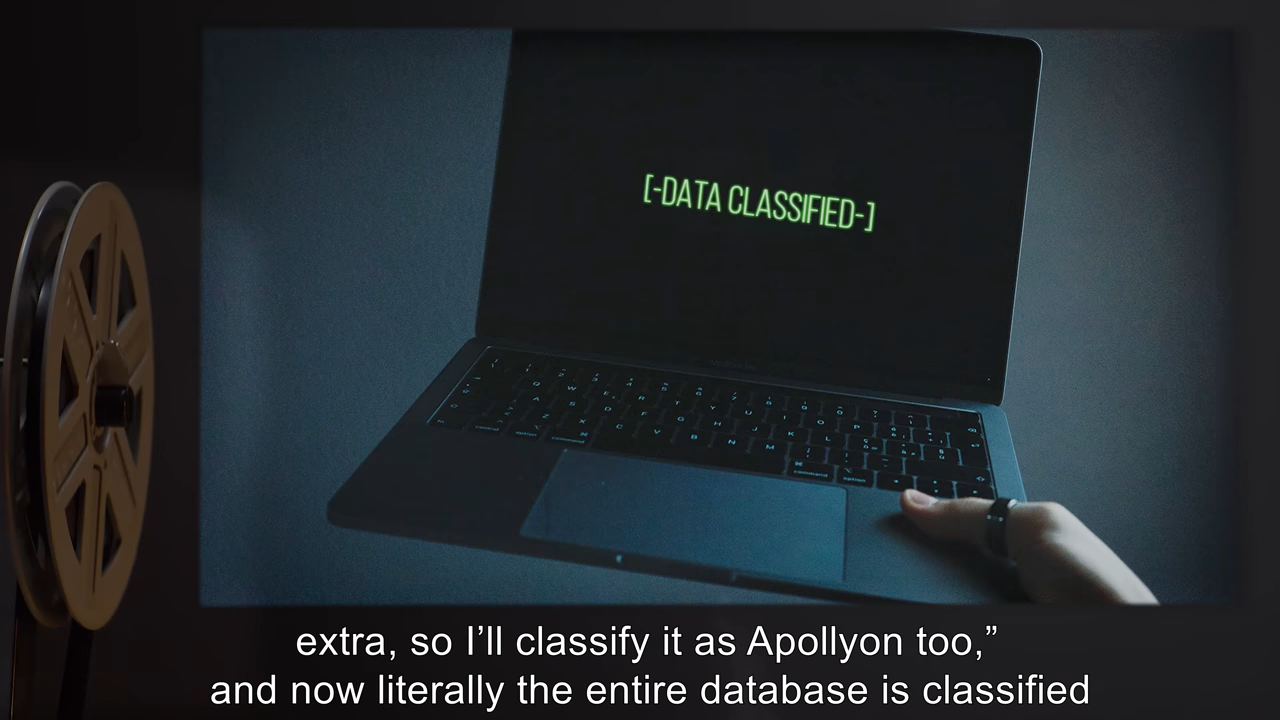 [-DATA CLASSIFIED-]
extra, so I’ll classify it as Apollyon too,”
and now literally the entire database is classified